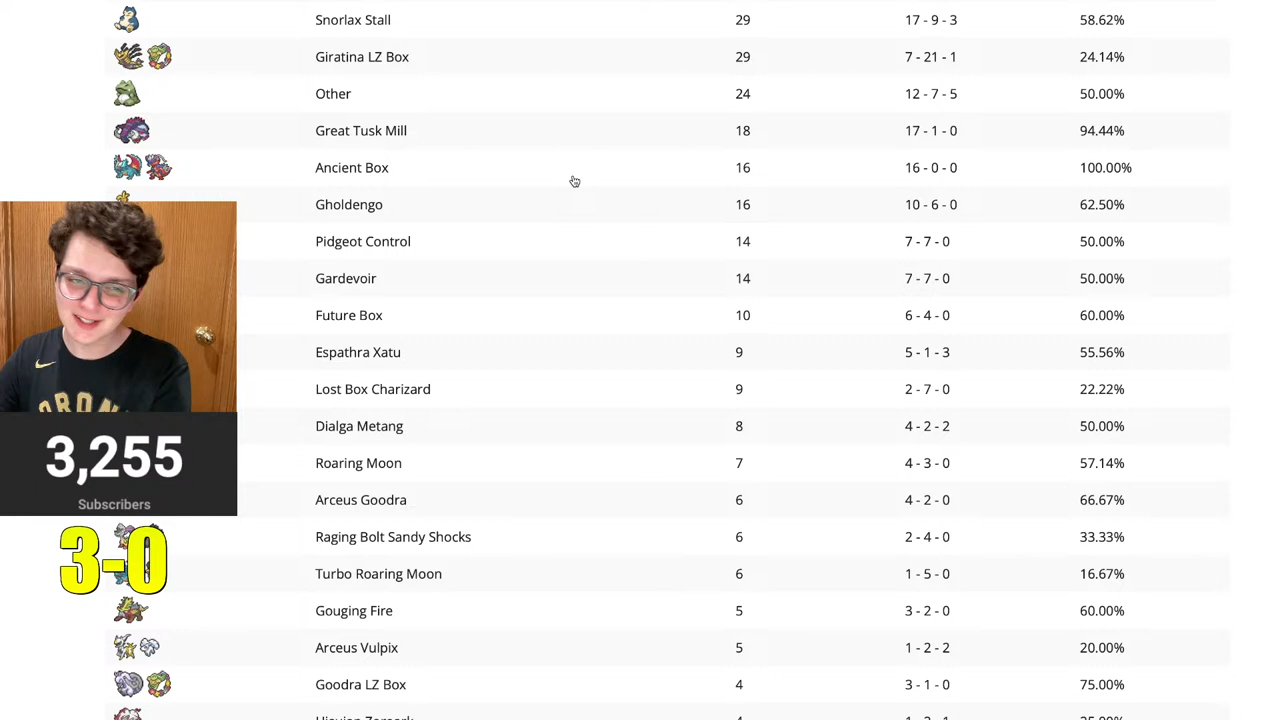 Snorlax Stall 29 17 - 9 - 3 58.62%
Giratina LZ Box 29 7 - 21 - 1 24.14%
Other 24 12 - 7 - 5 50.00%
Great Tusk Mill 18 17 - 1 - 0 94.44%
Ancient Box 16 16 - 0 - 0 100.00%
Gholdengo 16 10 - 6 - 0 62.50%
Pidgeot Control 14 7 - 7 - 0 50.00%
Gardevoir 14 7 - 7 - 0 50.00%
Future Box 10 6 - 4 - 0 60.00%
Espathra Xatu 9 5 - 1 - 3 55.56%
Lost Box Charizard 9 2 - 7 - 0 22.22%
Dialga Metang 8 4 - 2 - 2 50.00%
Roaring Moon 7 4 - 3 - 0 57.14%
Arceus Goodra 6 4 - 2 - 0 66.67%
Raging Bolt Sandy Shocks 6 2 - 4 - 0 33.33%
Turbo Roaring Moon 6 1 - 5 - 0 16.67%
Gouging Fire 5 3 - 2 - 0 60.00%
Arceus Vulpix 5 1 - 2 - 2 20.00%
Goodra LZ Box 4 3 - 1 - 0 75.00%
3,255
Subscribers
3-0